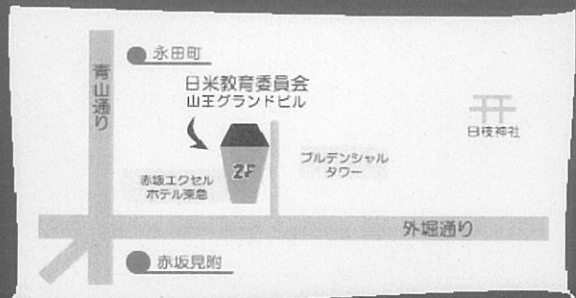 永田町
青山通り
日米教育委員会
山王グランドビル
日枝神社
2F
プルデンシャル
タワー
赤坂エクセル
ホテル東急
外堀通り
赤坂見附